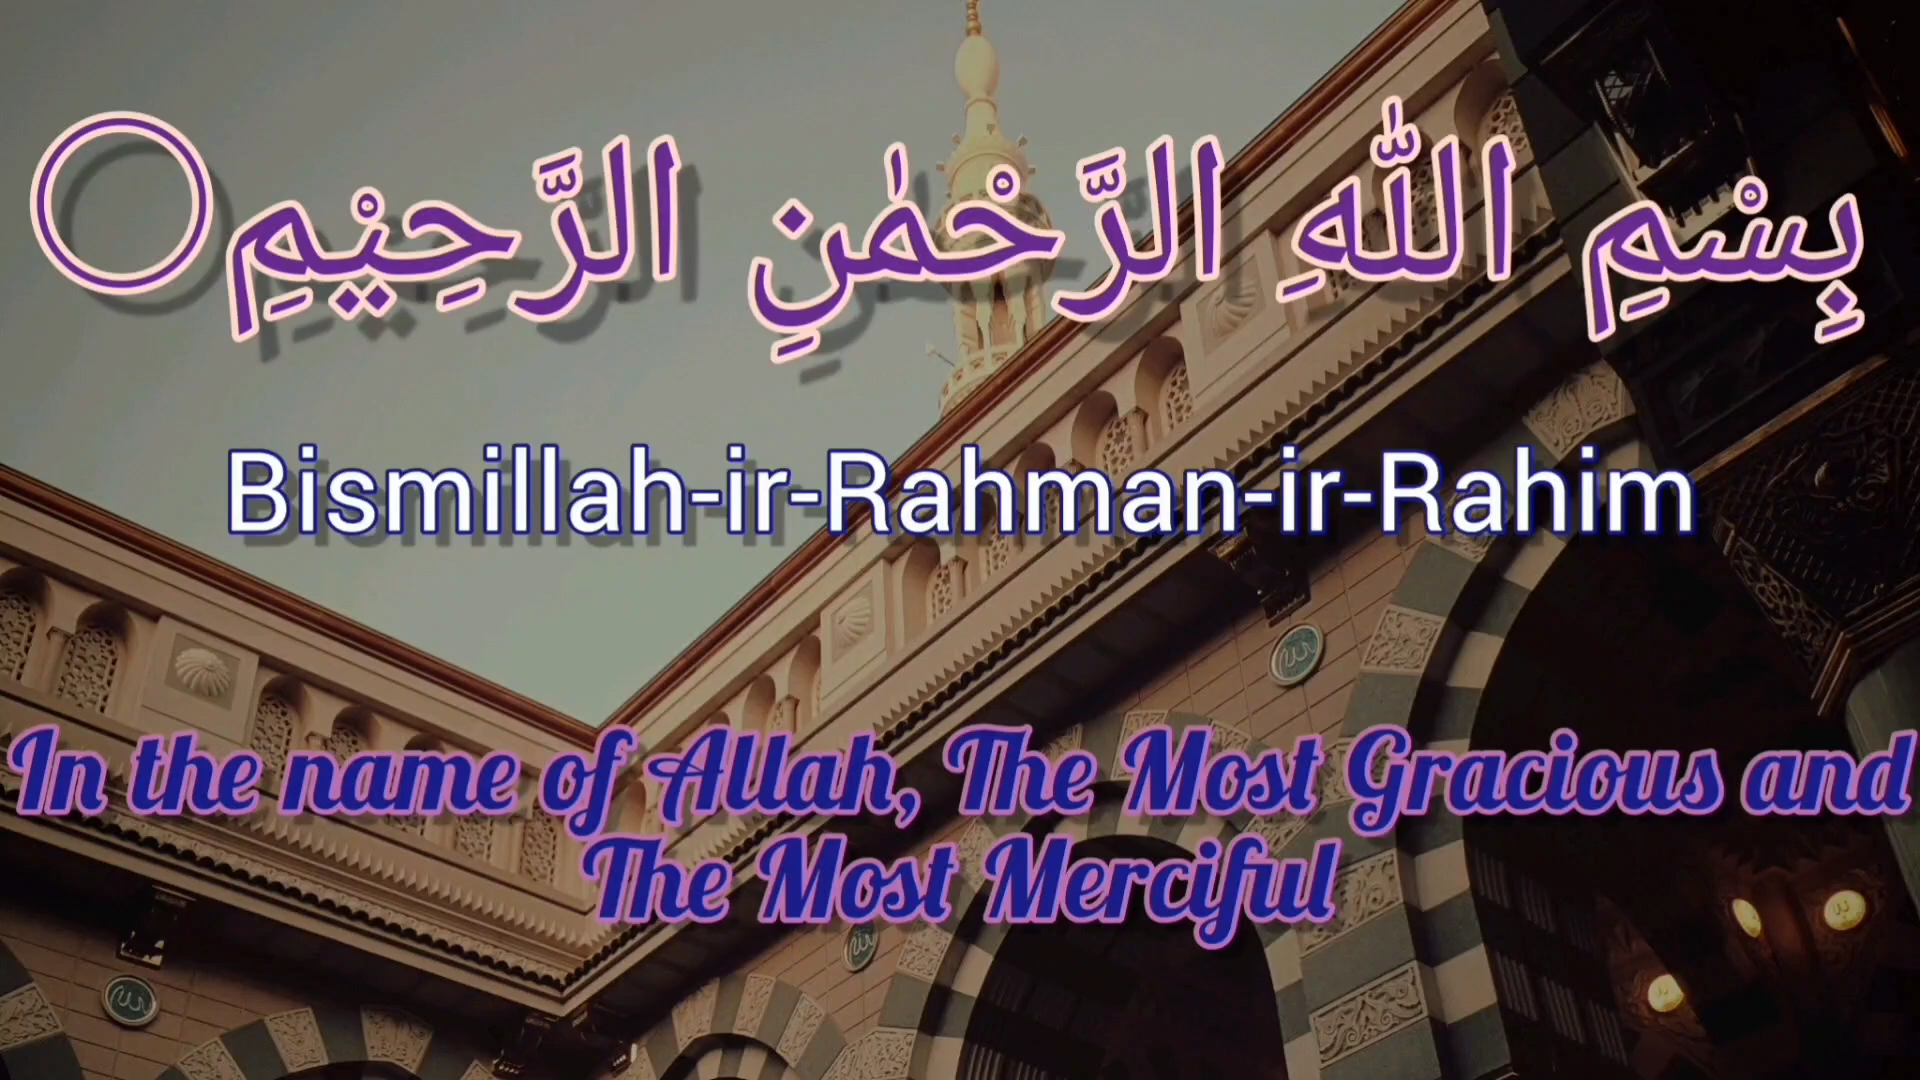 بِسْمِ اللّٰهِ الرَّحْمٰنِ الرَّحِيْمِ○
Bismillah-ir-Rahman-ir-Rahim
In the name of Allah, The Most Gracious and
The Most Merciful